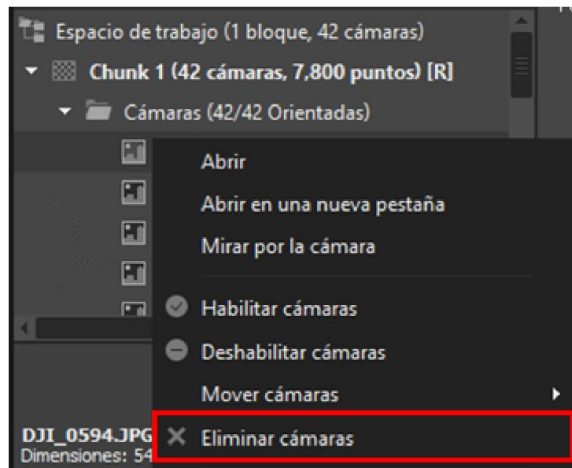 Espacio de trabajo (1 bloque, 42 cámaras)
Chunk 1 (42 cámaras, 7,800 puntos) [R]
Cámaras (42/42 Orientadas)
Abrir
Abrir en una nueva pestaña
Mirar por la cámara
Habilitar cámaras
Deshabilitar cámaras
Mover cámaras
Eliminar cámaras
DJI_0594.JPG
Dimensiones: 54